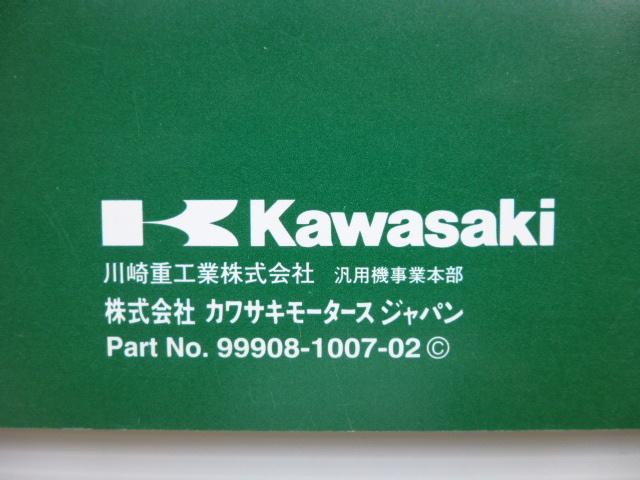 Kawasaki
川崎重工業株式会社 汎用機事業本部
株式会社 カワサキモータース ジャパン
Part No. 99908-1007-02 ©